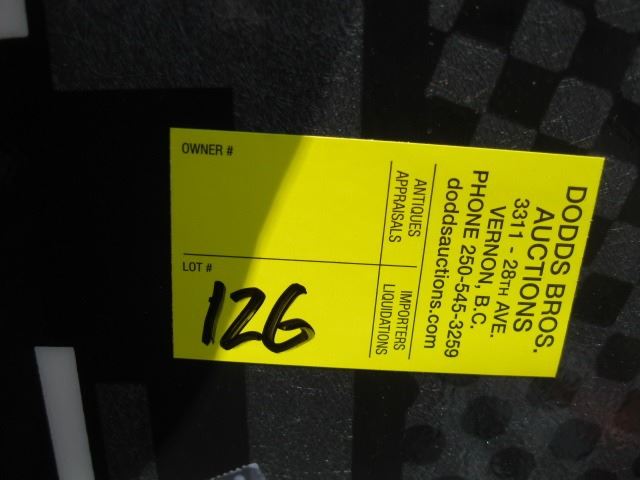 DODDS BROS.
AUCTIONS
3311 - 28TH AVE.
VERNON, B.C.
PHONE 250-545-3259
doddsauctions.com
ANTIQUES
APPRAISALS
IMPORTERS
LIQUIDATIONS
OWNER #
LOT #
126